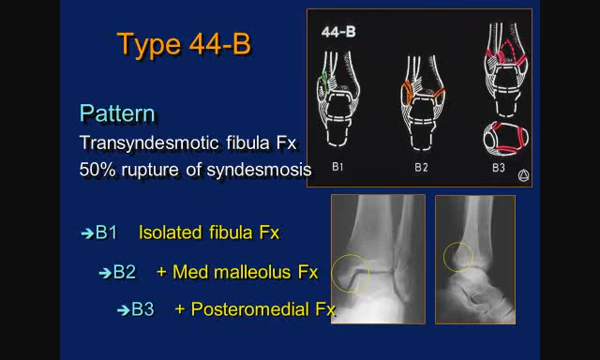 Type 44-B
44-B
Pattern
Transyndesmotic fibula Fx
50% rupture of syndesmosis
B1
B2
B3
➔B1 Isolated fibula Fx
➔B2 + Med malleolus Fx
➔B3 + Posteromedial Fx